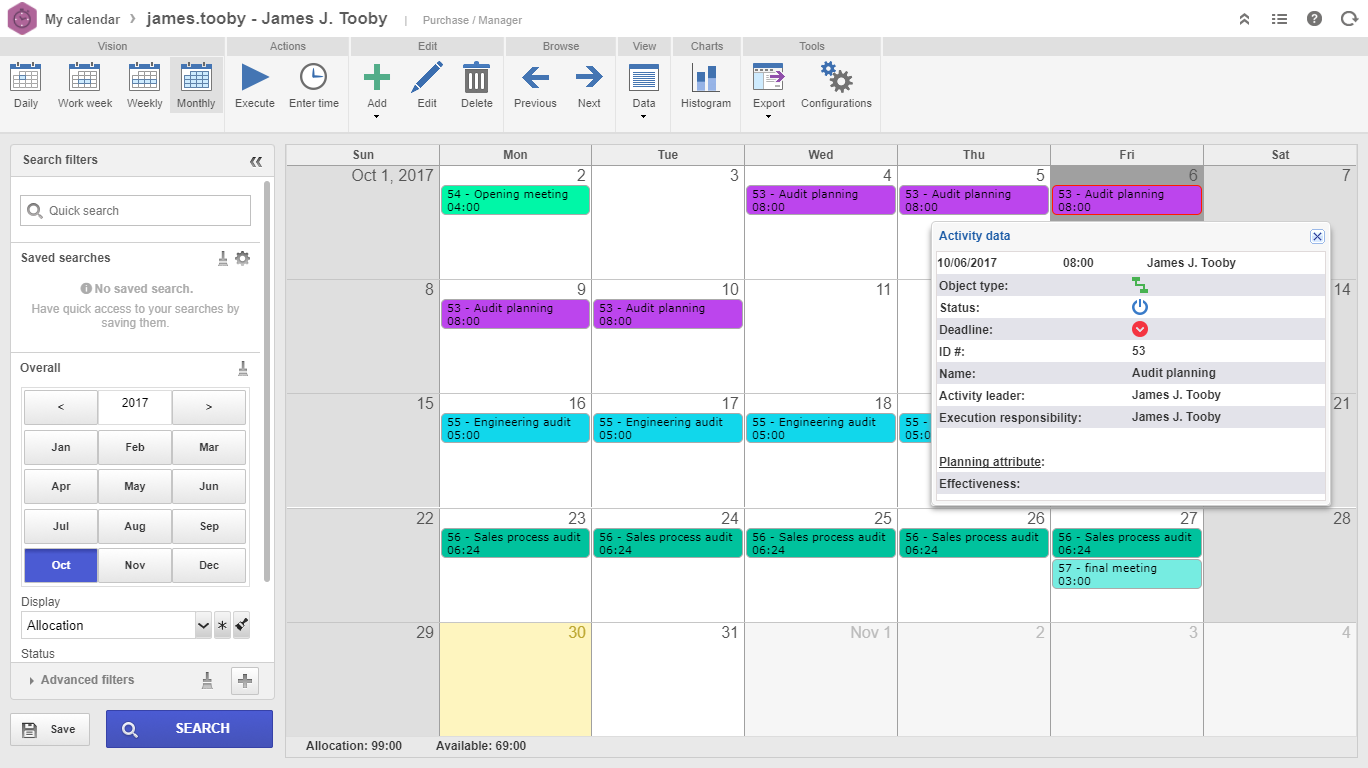 My calendar › james.tooby - James J. Tooby | Purchase / Manager
Vision Actions Edit Browse View Charts Tools
Daily Work week Weekly Monthly Execute Enter time Add Edit Delete Previous Next Data Histogram Export Configurations
Search filters
Quick search
Saved searches
No saved search.
Have quick access to your searches by
saving them.
Overall
< 2017 >
Jan Feb Mar
Apr May Jun
Jul Aug Sep
Oct Nov Dec
Display
Allocation
Status
Advanced filters
Save SEARCH
Sun Mon Tue Wed Thu Fri Sat
Oct 1, 2017 2 3 4 5 6 7
54 - Opening meeting 53 - Audit planning 53 - Audit planning 53 - Audit planning
04:00 08:00 08:00 08:00
8 9 10 11 14
53 - Audit planning 53 - Audit planning
08:00 08:00
15 16 17 18 21
55 - Engineering audit 55 - Engineering audit 55 - Engineering audit 55 -
05:00 05:00 05:00 05:0
22 23 24 25 26 27 28
56 - Sales process audit 56 - Sales process audit 56 - Sales process audit 56 - Sales process audit 56 - Sales process audit
06:24 06:24 06:24 06:24 06:24
57 - final meeting
03:00
29 30 31 Nov 1 2 3 4
Allocation: 99:00 Available: 69:00
Activity data
10/06/2017 08:00 James J. Tooby
Object type:
Status:
Deadline:
ID #: 53
Name: Audit planning
Activity leader: James J. Tooby
Execution responsibility: James J. Tooby
Planning attribute:
Effectiveness: